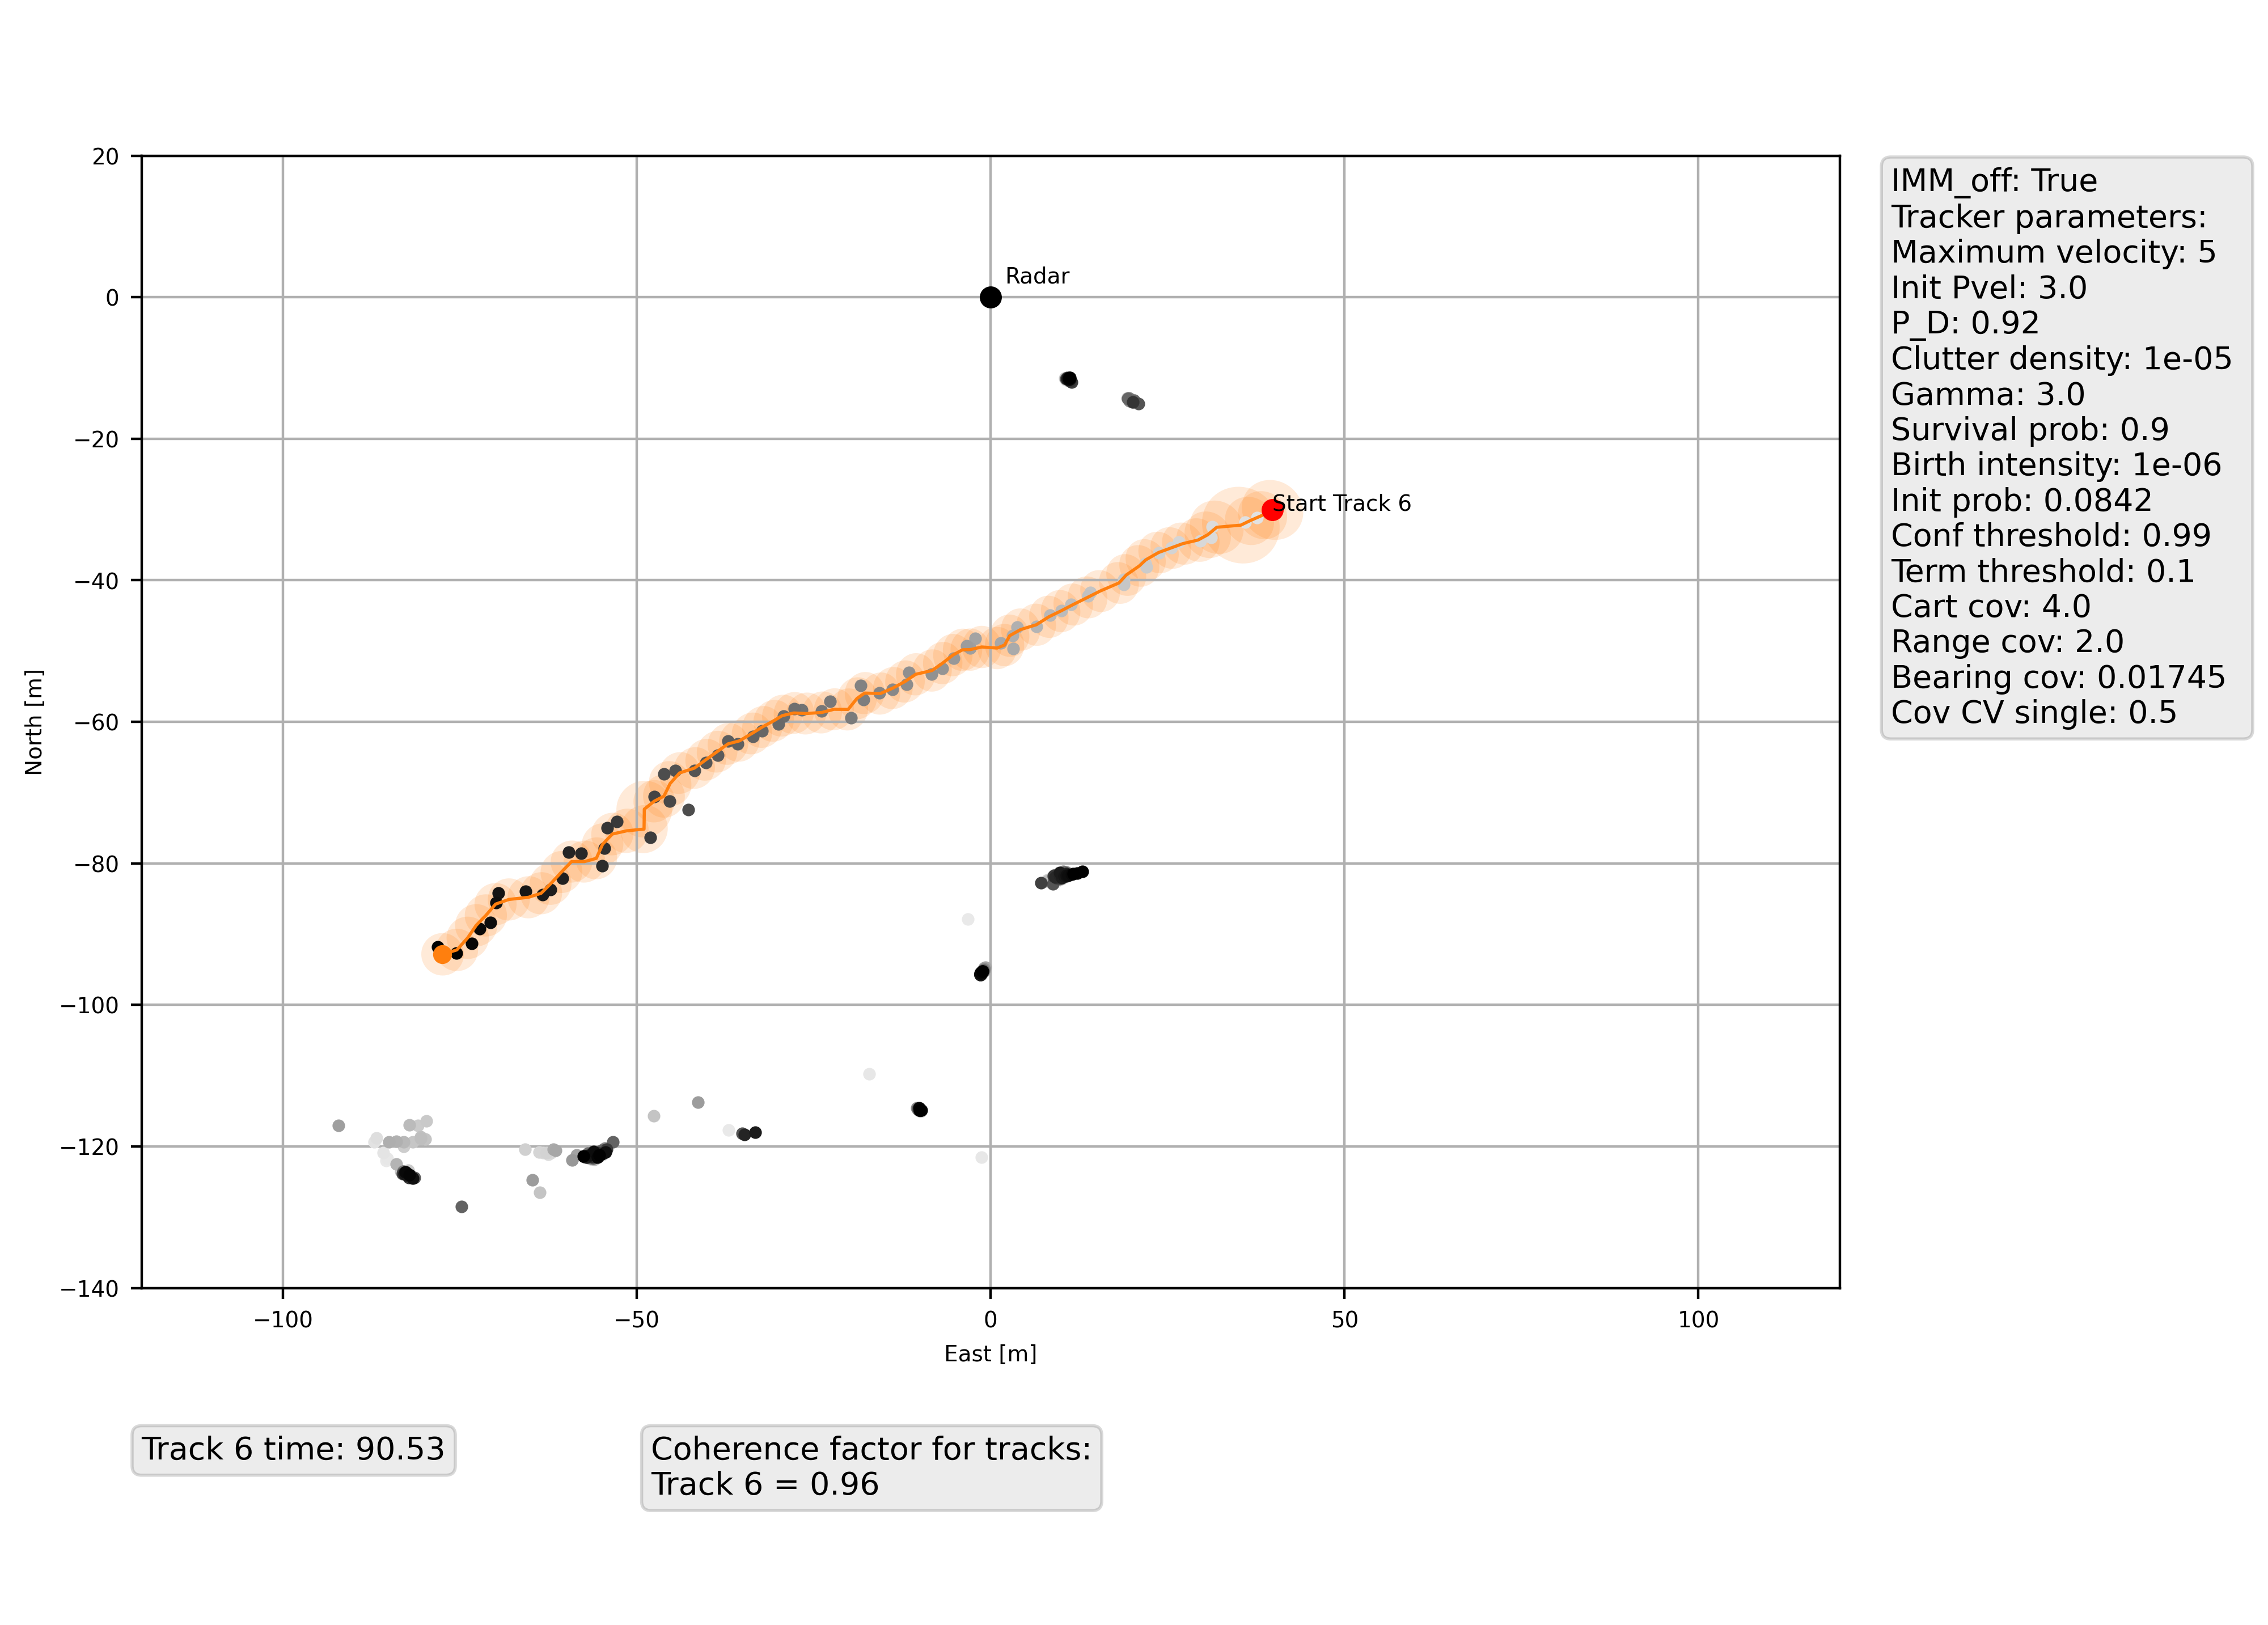 20
0
−20
−40
−60
−80
−100
−120
−140
North [m]
Radar
Start Track 6
−100
−50
0
50
100
East [m]
IMM_off: True
Tracker parameters:
Maximum velocity: 5
Init Pvel: 3.0
P_D: 0.92
Clutter density: 1e-05
Gamma: 3.0
Survival prob: 0.9
Birth intensity: 1e-06
Init prob: 0.0842
Conf threshold: 0.99
Term threshold: 0.1
Cart cov: 4.0
Range cov: 2.0
Bearing cov: 0.01745
Cov CV single: 0.5
Track 6 time: 90.53
Coherence factor for tracks:
Track 6 = 0.96